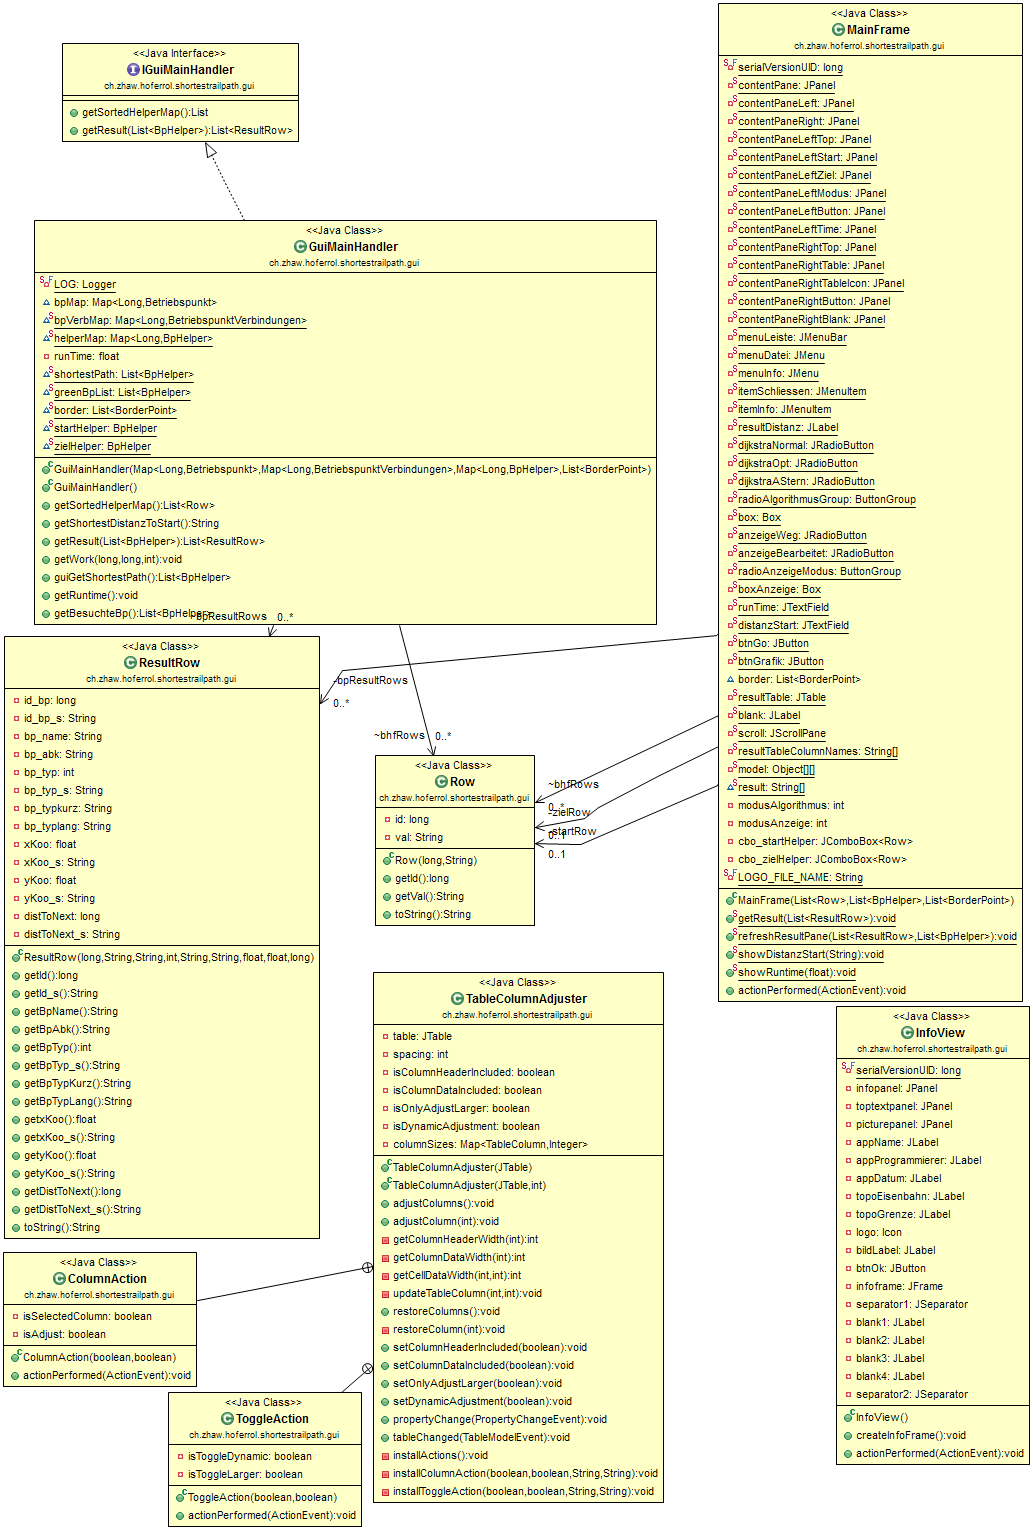 <<Java Interface>>
IGuiMainHandler
ch.zhaw.hoferrol.shortestrailpath.gui
getSortedHelperMap():List
getResult(List<BpHelper>):List<ResultRow>
<<Java Class>>
GuiMainHandler
ch.zhaw.hoferrol.shortestrailpath.gui
LOG: Logger
bpMap: Map<Long,Betriebspunkt>
bpVerbMap: Map<Long,BetriebspunktVerbindungen>
helperMap: Map<Long,BpHelper>
runTime: float
shortestPath: List<BpHelper>
greenBpList: List<BpHelper>
border: List<BorderPoint>
startHelper: BpHelper
zielHelper: BpHelper
GuiMainHandler(Map<Long,Betriebspunkt>,Map<Long,BetriebspunktVerbindungen>,Map<Long,BpHelper>,List<BorderPoint>)
GuiMainHandler()
getSortedHelperMap():List<Row>
getShortestDistanzToStart():String
getResult(List<BpHelper>):List<ResultRow>
getWork(long,long,int):void
guiGetShortestPath():List<BpHelper>
getRuntime():void
getBesuchteBp():List<BpHelper>
~bpResultRows 0..*
<<Java Class>>
ResultRow
ch.zhaw.hoferrol.shortestrailpath.gui
id_bp: long
id_bp_s: String
bp_name: String
bp_abk: String
bp_typ: int
bp_typ_s: String
bp_typkurz: String
bp_typlang: String
xKoo: float
xKoo_s: String
yKoo: float
yKoo_s: String
distToNext: long
distToNext_s: String
ResultRow(long,String,String,int,String,String,float,float,long)
getId():long
getId_s():String
getBpName():String
getBpAbk():String
getBpTyp():int
getBpTyp_s():String
getBpTypKurz():String
getBpTypLang():String
getxKoo():float
getxKoo_s():String
getyKoo():float
getyKoo_s():String
getDistToNext():long
getDistToNext_s():String
toString():String
-bpResultRows
0..*
~bhfRows 0..*
<<Java Class>>
Row
ch.zhaw.hoferrol.shortestrailpath.gui
id: long
val: String
Row(long,String)
getId():long
getVal():String
toString():String
~bhfRows
0..*
-zielRow
0..1
-startRow
0..1
<<Java Class>>
MainFrame
ch.zhaw.hoferrol.shortestrailpath.gui
serialVersionUID: long
contentPane: JPanel
contentPaneLeft: JPanel
contentPaneRight: JPanel
contentPaneLeftTop: JPanel
contentPaneLeftStart: JPanel
contentPaneLeftZiel: JPanel
contentPaneLeftModus: JPanel
contentPaneLeftButton: JPanel
contentPaneLeftTime: JPanel
contentPaneRightTop: JPanel
contentPaneRightTable: JPanel
contentPaneRightTableIcon: JPanel
contentPaneRightButton: JPanel
contentPaneRightBlank: JPanel
menuLeiste: JMenuBar
menuDatei: JMenu
menuInfo: JMenu
itemSchliessen: JMenuItem
itemInfo: JMenuItem
resultDistanz: JLabel
dijkstraNormal: JRadioButton
dijkstraOpt: JRadioButton
dijkstraAStern: JRadioButton
radioAlgorithmusGroup: ButtonGroup
box: Box
anzeigeWeg: JRadioButton
anzeigeBearbeitet: JRadioButton
radioAnzeigeModus: ButtonGroup
boxAnzeige: Box
runTime: JTextField
distanzStart: JTextField
btnGo: JButton
btnGrafik: JButton
border: List<BorderPoint>
resultTable: JTable
blank: JLabel
scroll: JScrollPane
resultTableColumnNames: String[]
model: Object[][]
result: String[]
modusAlgorithmus: int
modusAnzeige: int
cbo_startHelper: JComboBox<Row>
cbo_zielHelper: JComboBox<Row>
LOGO_FILE_NAME: String
MainFrame(List<Row>,List<BpHelper>,List<BorderPoint>)
getResult(List<ResultRow>):void
refreshResultPane(List<ResultRow>,List<BpHelper>):void
showDistanzStart(String):void
showRuntime(float):void
actionPerformed(ActionEvent):void
<<Java Class>>
TableColumnAdjuster
ch.zhaw.hoferrol.shortestrailpath.gui
table: JTable
spacing: int
isColumnHeaderIncluded: boolean
isColumnDataIncluded: boolean
isOnlyAdjustLarger: boolean
isDynamicAdjustment: boolean
columnSizes: Map<TableColumn,Integer>
TableColumnAdjuster(JTable)
TableColumnAdjuster(JTable,int)
adjustColumns():void
adjustColumn(int):void
getColumnHeaderWidth(int):int
getColumnDataWidth(int):int
getCellDataWidth(int,int):int
updateTableColumn(int,int):void
restoreColumns():void
restoreColumn(int):void
setColumnHeaderIncluded(boolean):void
setColumnDataIncluded(boolean):void
setOnlyAdjustLarger(boolean):void
setDynamicAdjustment(boolean):void
propertyChange(PropertyChangeEvent):void
tableChanged(TableModelEvent):void
installActions():void
installColumnAction(boolean,boolean,String,String):void
installToggleAction(boolean,boolean,String,String):void
<<Java Class>>
InfoView
ch.zhaw.hoferrol.shortestrailpath.gui
serialVersionUID: long
infopanel: JPanel
toptextpanel: JPanel
picturepanel: JPanel
appName: JLabel
appProgrammierer: JLabel
appDatum: JLabel
topoEisenbahn: JLabel
topoGrenze: JLabel
logo: Icon
bildLabel: JLabel
btnOk: JButton
infoframe: JFrame
separator1: JSeparator
blank1: JLabel
blank2: JLabel
blank3: JLabel
blank4: JLabel
separator2: JSeparator
InfoView()
createInfoFrame():void
actionPerformed(ActionEvent):void
<<Java Class>>
ColumnAction
ch.zhaw.hoferrol.shortestrailpath.gui
isSelectedColumn: boolean
isAdjust: boolean
ColumnAction(boolean,boolean)
actionPerformed(ActionEvent):void
<<Java Class>>
ToggleAction
ch.zhaw.hoferrol.shortestrailpath.gui
isToggleDynamic: boolean
isToggleLarger: boolean
ToggleAction(boolean,boolean)
actionPerformed(ActionEvent):void